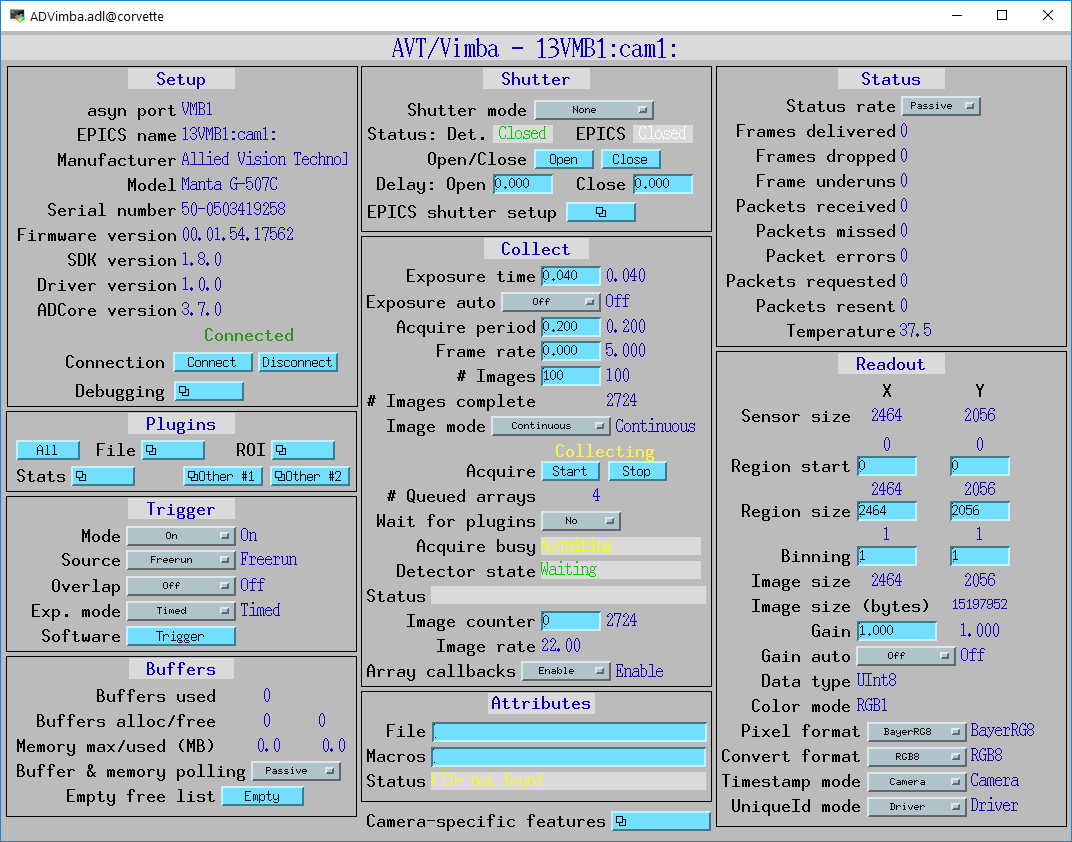 ADVimba.adl@corvette
AVT/Vimba - 13VMB1:cam1:
Setup
asyn port VMB1
EPICS name 13VMB1:cam1:
Manufacturer Allied Vision Technol
Model Manta G-507C
Serial number 50-0503419258
Firmware version 00.01.54.17562
SDK version 1.8.0
Driver version 1.0.0
ADCore version 3.7.0
Connected
Connection Connect Disconnect
Debugging
Plugins
All File ROI
Stats Other #1 Other #2
Trigger
Mode On On
Source Freerun Freerun
Overlap Off Off
Exp. mode Timed Timed
Software Trigger
Buffers
Buffers used 0
Buffers alloc/free 0 0
Memory max/used (MB) 0.0 0.0
Buffer & memory polling Passive
Empty free list Empty
Shutter
Shutter mode None
Status: Det. Closed EPICS Closed
Open/Close Open Close
Delay: Open 0.000 Close 0.000
EPICS shutter setup
Collect
Exposure time 0.040 0.040
Exposure auto Off Off
Acquire period 0.200 0.200
Frame rate 0.000 5.000
# Images 100 100
# Images complete 2724
Image mode Continuous Continuous
Collecting
Acquire Start Stop
# Queued arrays 4
Wait for plugins No
Acquire busy Acquiring
Detector state Waiting
Status
Image counter 0 2724
Image rate 22.00
Array callbacks Enable Enable
Attributes
File
Macros
Status File not found
Camera-specific features
Status
Status rate Passive
Frames delivered 0
Frames dropped 0
Frame underuns 0
Packets received 0
Packets missed 0
Packet errors 0
Packets requested 0
Packets resent 0
Temperature 37.5
Readout
X Y
Sensor size 2464 2056
0 0
Region start 0 0
2464 2056
Region size 2464 2056
1 1
Binning 1 1
Image size 2464 2056
Image size (bytes) 15197952
Gain 1.000 1.000
Gain auto Off Off
Data type UInt8
Color mode RGB1
Pixel format BayerRG8 BayerRG8
Convert format RGB8 RGB8
Timestamp mode Camera Camera
UniqueId mode Driver Driver